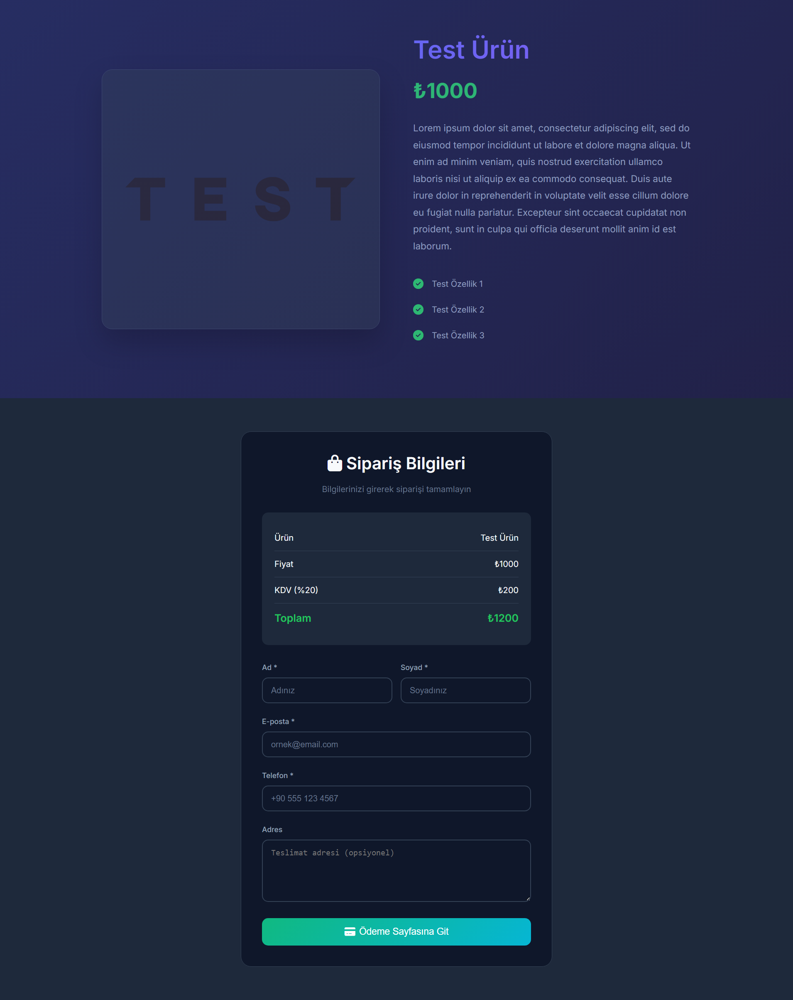 TEST
Test Ürün
₺1000
Lorem ipsum dolor sit amet, consectetur adipiscing elit, sed do
eiusmod tempor incididunt ut labore et dolore magna aliqua. Ut
enim ad minim veniam, quis nostrud exercitation ullamco
laboris nisi ut aliquip ex ea commodo consequat. Duis aute
irure dolor in reprehenderit in voluptate velit esse cillum dolore
eu fugiat nulla pariatur. Excepteur sint occaecat cupidatat non
proident, sunt in culpa qui officia deserunt mollit anim id est
laborum.
Test Özellik 1
Test Özellik 2
Test Özellik 3
Sipariş Bilgileri
Bilgilerinizi girerek siparişi tamamlayın
Ürün Test Ürün
Fiyat ₺1000
KDV (%20) ₺200
Toplam ₺1200
Ad * Soyad *
Adınız Soyadınız
E-posta *
ornek@email.com
Telefon *
+90 555 123 4567
Adres
Teslimat adresi (opsiyonel)
Ödeme Sayfasına Git